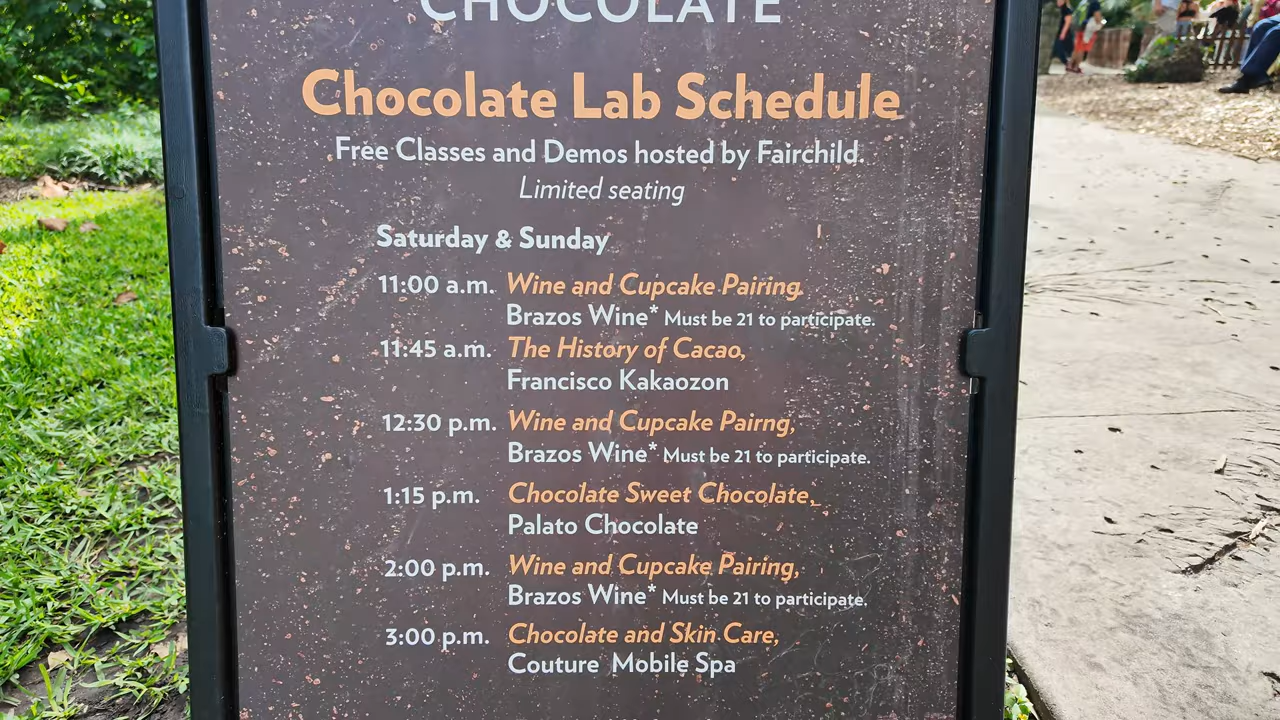 CHOCOLATE
Chocolate Lab Schedule
Free Classes and Demos hosted by Fairchild.
Limited seating
Saturday & Sunday
11:00 a.m. Wine and Cupcake Pairing,
Brazos Wine* Must be 21 to participate.
11:45 a.m. The History of Cacao,
Francisco Kakaozon
12:30 p.m. Wine and Cupcake Pairng,
Brazos Wine* Must be 21 to participate.
1:15 p.m. Chocolate Sweet Chocolate,
Palato Chocolate
2:00 p.m. Wine and Cupcake Pairing,
Brazos Wine* Must be 21 to participate.
3:00 p.m. Chocolate and Skin Care,
Couture Mobile Spa